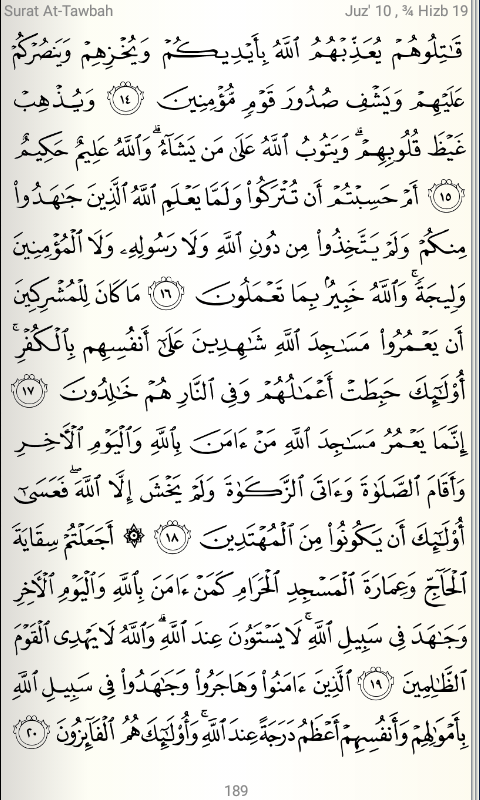 Surat At-Tawbah
Juz' 10 , ¾ Hizb 19
قَـٰتِلُوهُمْ يُعَذِّبْهُمُ ٱللَّهُ بِأَيْدِيكُمْ وَيُخْزِهِمْ وَيَنصُرْكُمْ
عَلَيْهِمْ وَيَشْفِ صُدُورَ قَوْمٍ مُّؤْمِنِينَ ١٤ وَيُذْهِبْ
غَيْظَ قُلُوبِهِمْ ۗ وَيَتُوبُ ٱللَّهُ عَلَىٰ مَن يَشَآءُ ۗ وَٱللَّهُ عَلِيمٌ حَكِيمٌ
١٥ أَمْ حَسِبْتُمْ أَن تُتْرَكُوا۟ وَلَمَّا يَعْلَمِ ٱللَّهُ ٱلَّذِينَ جَـٰهَدُوا۟
مِنكُمْ وَلَمْ يَتَّخِذُوا۟ مِن دُونِ ٱللَّهِ وَلَا رَسُولِهِۦ وَلَا ٱلْمُؤْمِنِينَ
وَلِيجَةً ۚ وَٱللَّهُ خَبِيرٌۢ بِمَا تَعْمَلُونَ ١٦ مَا كَانَ لِلْمُشْرِكِينَ
أَن يَعْمُرُوا۟ مَسَـٰجِدَ ٱللَّهِ شَـٰهِدِينَ عَلَىٰٓ أَنفُسِهِم بِٱلْكُفْرِ ۚ
أُو۟لَـٰٓئِكَ حَبِطَتْ أَعْمَـٰلُهُمْ وَفِى ٱلنَّارِ هُمْ خَـٰلِدُونَ ١٧
إِنَّمَا يَعْمُرُ مَسَـٰجِدَ ٱللَّهِ مَنْ ءَامَنَ بِٱللَّهِ وَٱلْيَوْمِ ٱلْـَٔاخِرِ
وَأَقَامَ ٱلصَّلَوٰةَ وَءَاتَى ٱلزَّكَوٰةَ وَلَمْ يَخْشَ إِلَّا ٱللَّهَ ۖ فَعَسَىٰٓ
أُو۟لَـٰٓئِكَ أَن يَكُونُوا۟ مِنَ ٱلْمُهْتَدِينَ ١٨ ۞ أَجَعَلْتُمْ سِقَايَةَ
ٱلْحَآجِّ وَعِمَارَةَ ٱلْمَسْجِدِ ٱلْحَرَامِ كَمَنْ ءَامَنَ بِٱللَّهِ وَٱلْيَوْمِ ٱلْـَٔاخِرِ
وَجَـٰهَدَ فِى سَبِيلِ ٱللَّهِ ۚ لَا يَسْتَوُۥنَ عِندَ ٱللَّهِ ۗ وَٱللَّهُ لَا يَهْدِى ٱلْقَوْمَ
ٱلظَّـٰلِمِينَ ١٩ ٱلَّذِينَ ءَامَنُوا۟ وَهَاجَرُوا۟ وَجَـٰهَدُوا۟ فِى سَبِيلِ ٱللَّهِ
بِأَمْوَٰلِهِمْ وَأَنفُسِهِمْ أَعْظَمُ دَرَجَةً عِندَ ٱللَّهِ ۚ وَأُو۟لَـٰٓئِكَ هُمُ ٱلْفَآئِزُونَ ٢٠
189